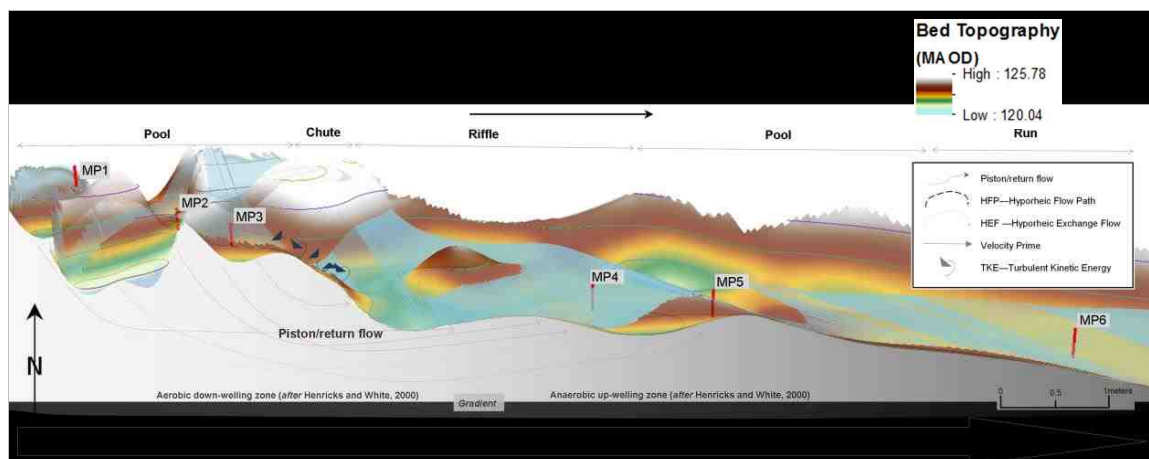 Bed Topography
(MAOD)
High : 125.78
Low : 120.04
Pool
Chute
Riffle
Pool
Run
MP1
MP2
MP3
MP4
MP5
MP6
Piston/return flow
HFP—Hyporheic Flow Path
HEF—Hyporheic Exchange Flow
Velocity Prime
TKE—Turbulent Kinetic Energy
Piston/return flow
N
Aerobic down-welling zone (after Henricks and White, 2000)
Gradient
Anaerobic up-welling zone (after Henricks and White, 2000)
0 0.5 1meters